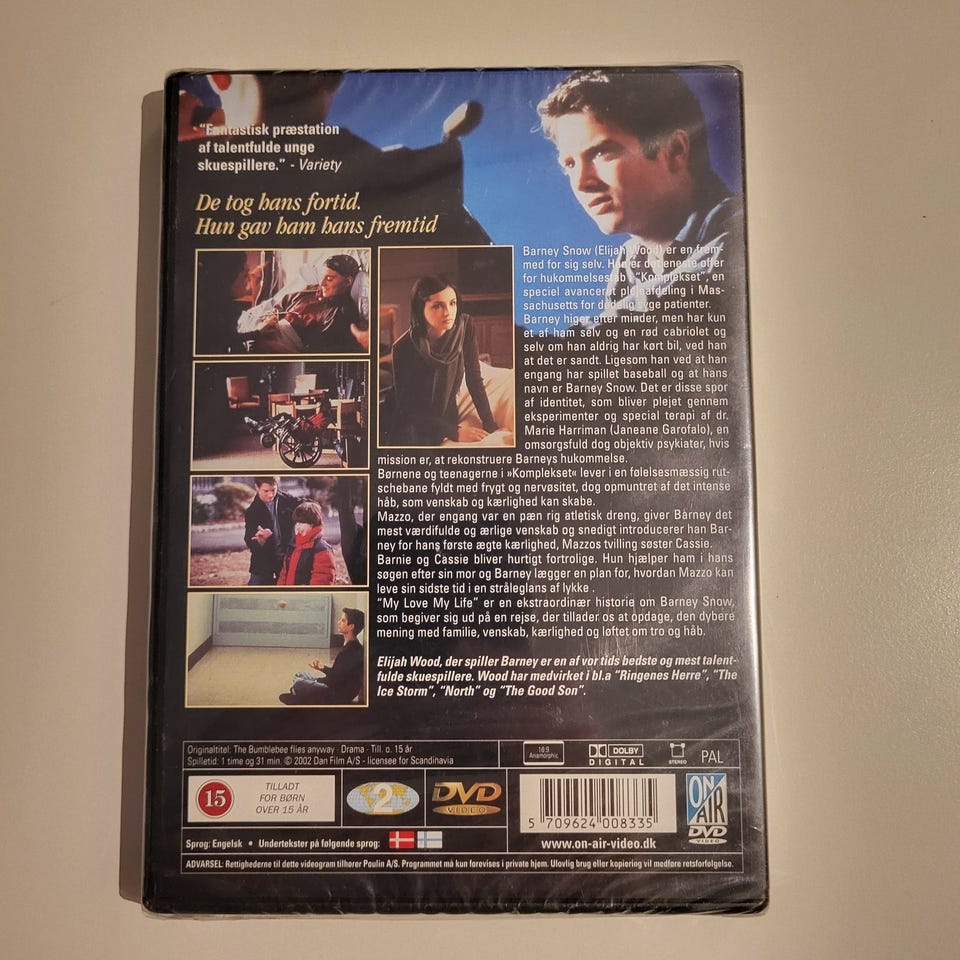 "Fantastisk præstation
af talentfulde unge
skuespillere." - Variety
De tog hans fortid.
Hun gav ham hans fremtid
Barney Snow (Elijah Wood) er en frem-
med for sig selv. Han er det eneste offer
for hukommelsestab i "Komplekset", en
speciel avanceret plejeafdeling i Mas-
sachusetts for dødelig syge patienter.
Barney higer efter minder, men har kun
et af ham selv og en rød cabriolet og
selv om han aldrig har kørt bil, ved han
at det er sandt. Ligesom han ved at han
engang har spillet baseball og at hans
navn er Barney Snow. Det er disse spor
af identitet, som bliver plejet gennem
eksperimenter og special terapi af dr.
Marie Harriman (Janeane Garofalo), en
omsorgsfuld dog objektiv psykiater, hvis
mission er, at rekonstruere Barneys hukommelse.
Børnene og teenagerne i »Komplekset« lever i en følelsesmæssig rut-
schebane fyldt med frygt og nervøsitet, dog opmuntret af det intense
håb, som venskab og kærlighed kan skabe.
Mazzo, der engang var en pæn rig atletisk dreng, giver Barney det
mest værdifulde og ærlige venskab og snedigt introducerer han Bar-
ney for hans første ægte kærlighed, Mazzos tvilling søster Cassie.
Barnie og Cassie bliver hurtigt fortrolige. Hun hjælper ham i hans
søgen efter sin mor og Barney lægger en plan for, hvordan Mazzo kan
leve sin sidste tid i en stråleglans af lykke .
"My Love My Life" er en ekstraordinær historie om Barney Snow,
som begiver sig ud på en rejse, der tillader os at opdage, den dybere
mening med familie, venskab, kærlighed og løftet om tro og håb.
Elijah Wood, der spiller Barney er en af vor tids bedste og mest talent-
fulde skuespillere. Wood har medvirket i bl.a "Ringenes Herre", "The
Ice Storm", "North" og "The Good Son".
Originaltitel: The Bumblebee flies anyway · Drama · Till. o. 15 år
Spilletid: 1 time og 31 min. © 2002 Dan Film A/S - licensee for Scandinavia
16:9
Anamorphic
DOLBY
DIGITAL
STEREO
PAL
15
TILLADT
FOR BØRN
OVER 15 ÅR
2
DVD
VIDEO
5 709624 008335
www.on-air-video.dk
ON
AIR
DVD
VIDEO
Sprog: Engelsk • Undertekster på følgende sprog:
ADVARSEL: Rettighederne til dette videogram tilhører Poulin A/S. Programmet må kun forevises i private hjem. Ulovlig brug eller kopiering vil medføre retsforfølgelse.